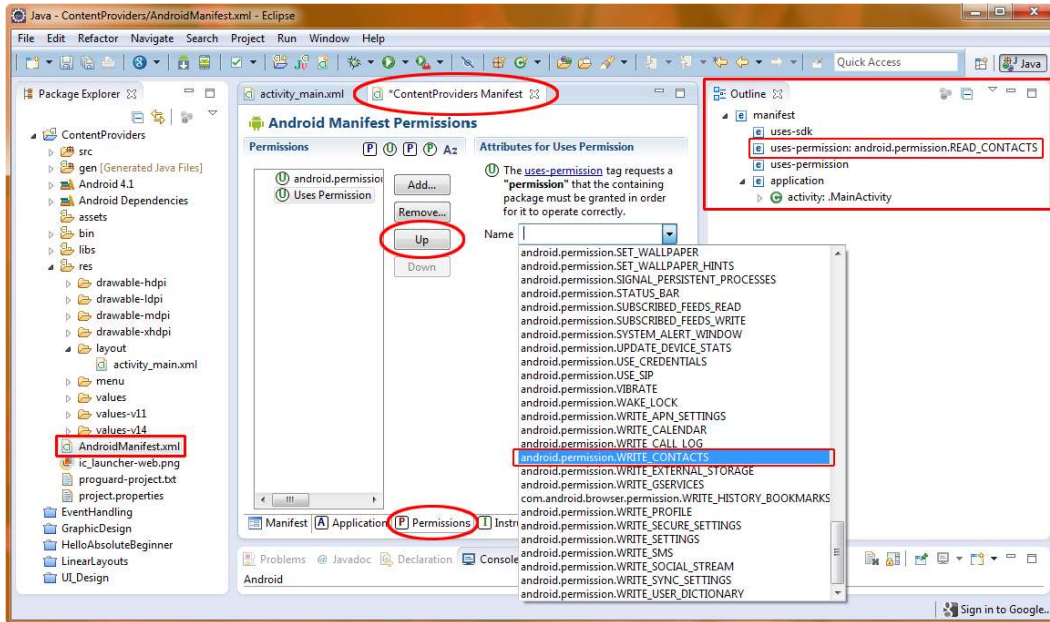 Java - ContentProviders/AndroidManifest.xml - Eclipse
File Edit Refactor Navigate Search Project Run Window Help
Quick Access
Java
Package Explorer
ContentProviders
src
gen [Generated Java Files]
Android 4.1
Android Dependencies
assets
bin
libs
res
drawable-hdpi
drawable-ldpi
drawable-mdpi
drawable-xhdpi
layout
activity_main.xml
menu
values
values-v11
values-v14
AndroidManifest.xml
ic_launcher-web.png
proguard-project.txt
project.properties
EventHandling
GraphicDesign
HelloAbsoluteBeginner
LinearLayouts
UI_Design
activity_main.xml
*ContentProviders Manifest
Android Manifest Permissions
Permissions
P U P P Az
U android.permission
U Uses Permission
Add...
Remove...
Up
Down
Attributes for Uses Permission
U The uses-permission tag requests a
"permission" that the containing
package must be granted in order
for it to operate correctly.
Name
android.permission.SET_WALLPAPER
android.permission.SET_WALLPAPER_HINTS
android.permission.SIGNAL_PERSISTENT_PROCESSES
android.permission.STATUS_BAR
android.permission.SUBSCRIBED_FEEDS_READ
android.permission.SUBSCRIBED_FEEDS_WRITE
android.permission.SYSTEM_ALERT_WINDOW
android.permission.UPDATE_DEVICE_STATS
android.permission.USE_CREDENTIALS
android.permission.USE_SIP
android.permission.VIBRATE
android.permission.WAKE_LOCK
android.permission.WRITE_APN_SETTINGS
android.permission.WRITE_CALENDAR
android.permission.WRITE_CALL_LOG
android.permission.WRITE_CONTACTS
android.permission.WRITE_EXTERNAL_STORAGE
android.permission.WRITE_GSERVICES
com.android.browser.permission.WRITE_HISTORY_BOOKMARKS
android.permission.WRITE_PROFILE
android.permission.WRITE_SECURE_SETTINGS
android.permission.WRITE_SETTINGS
android.permission.WRITE_SMS
android.permission.WRITE_SOCIAL_STREAM
android.permission.WRITE_SYNC_SETTINGS
android.permission.WRITE_USER_DICTIONARY
Manifest A Application P Permissions I Instr
Problems @ Javadoc Declaration Console
Android
Outline
e manifest
e uses-sdk
e uses-permission: android.permission.READ_CONTACTS
e uses-permission
e application
activity: .MainActivity
Sign in to Google...